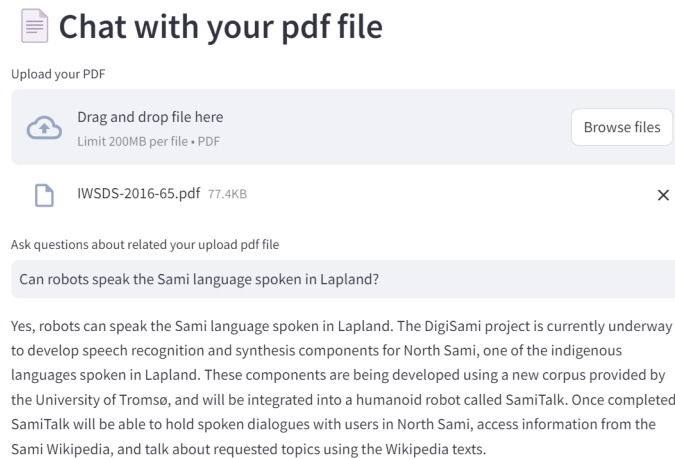 Chat with your pdf file
Upload your PDF
Drag and drop file here
Limit 200MB per file • PDF
Browse files
IWSDS-2016-65.pdf 77.4KB
Ask questions about related your upload pdf file
Can robots speak the Sami language spoken in Lapland?
Yes, robots can speak the Sami language spoken in Lapland. The DigiSami project is currently underway
to develop speech recognition and synthesis components for North Sami, one of the indigenous
languages spoken in Lapland. These components are being developed using a new corpus provided by
the University of Tromsø, and will be integrated into a humanoid robot called SamiTalk. Once completed
SamiTalk will be able to hold spoken dialogues with users in North Sami, access information from the
Sami Wikipedia, and talk about requested topics using the Wikipedia texts.